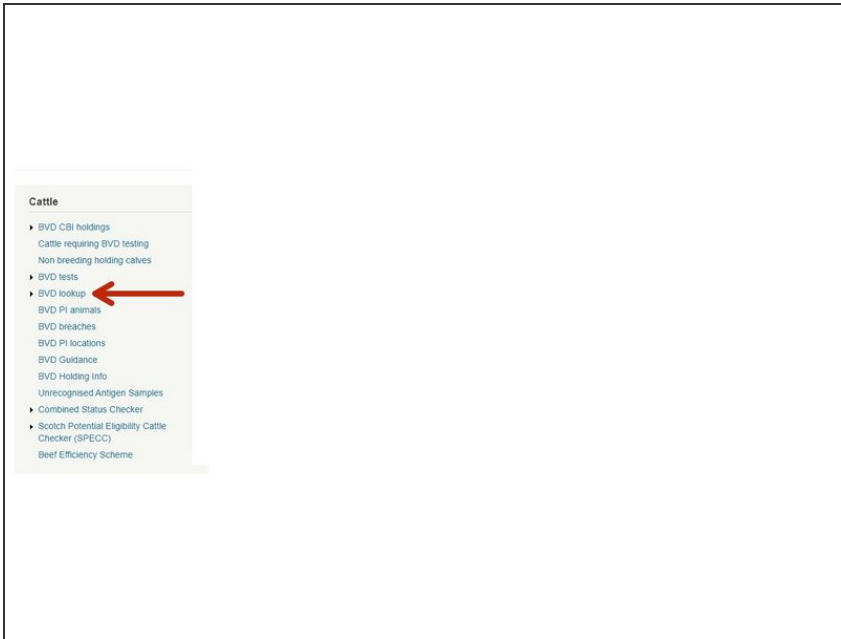 Cattle
BVD CBI holdings
Cattle requiring BVD testing
Non breeding holding calves
BVD tests
BVD lookup
BVD PI animals
BVD breaches
BVD PI locations
BVD Guidance
BVD Holding Info
Unrecognised Antigen Samples
Combined Status Checker
Scotch Potential Eligibility Cattle
Checker (SPECC)
Beef Efficiency Scheme